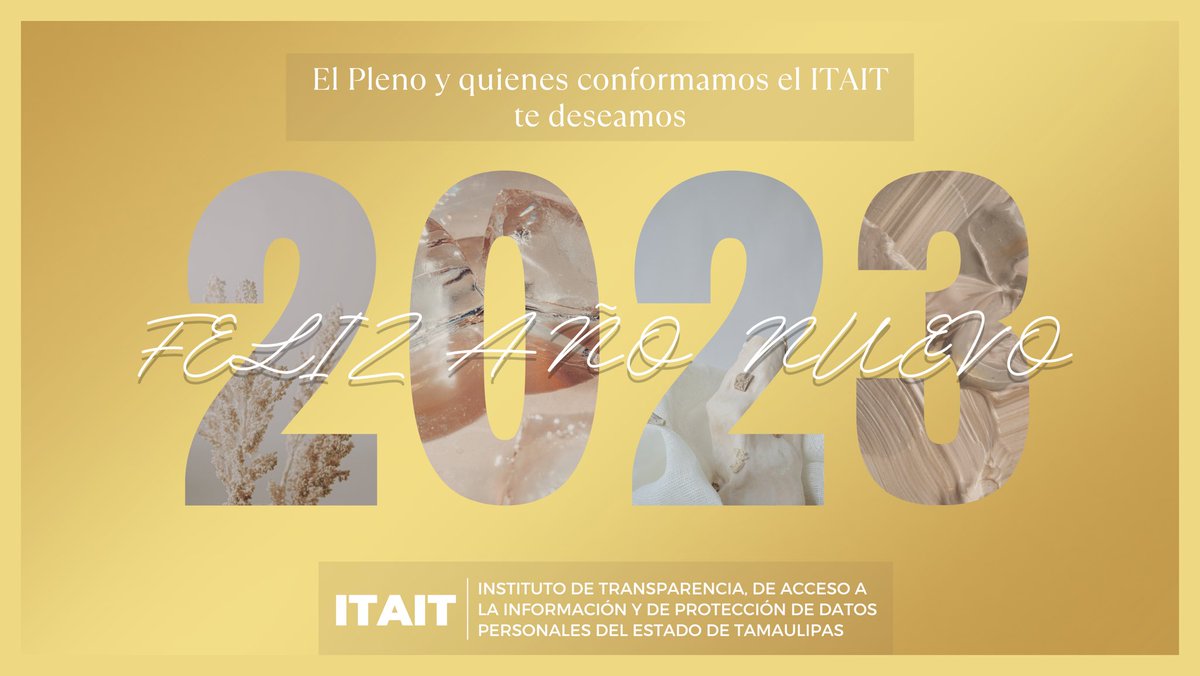 El Pleno y quienes conformamos el ITAIT
te deseamos
2023
FELIZ AÑO NUEVO
ITAIT
INSTITUTO DE TRANSPARENCIA, DE ACCESO A
LA INFORMACIÓN Y DE PROTECCIÓN DE DATOS
PERSONALES DEL ESTADO DE TAMAULIPAS